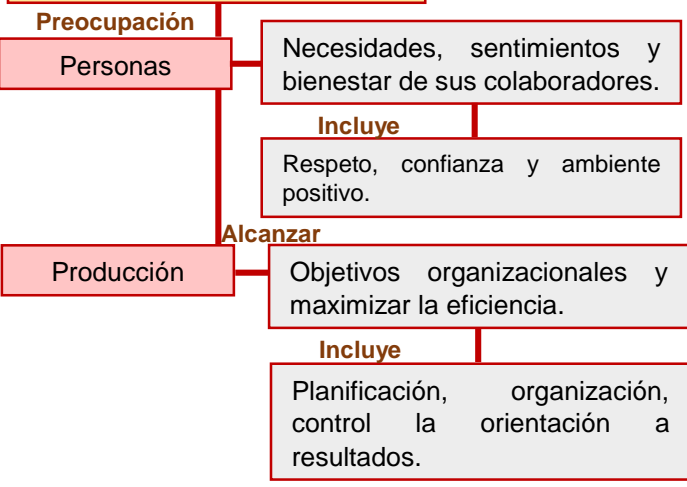 Preocupación
Personas
Necesidades, sentimientos y
bienestar de sus colaboradores.
Incluye
Respeto, confianza y ambiente
positivo.
Alcanzar
Producción
Objetivos organizacionales y
maximizar la eficiencia.
Incluye
Planificación, organización,
control la orientación a
resultados.